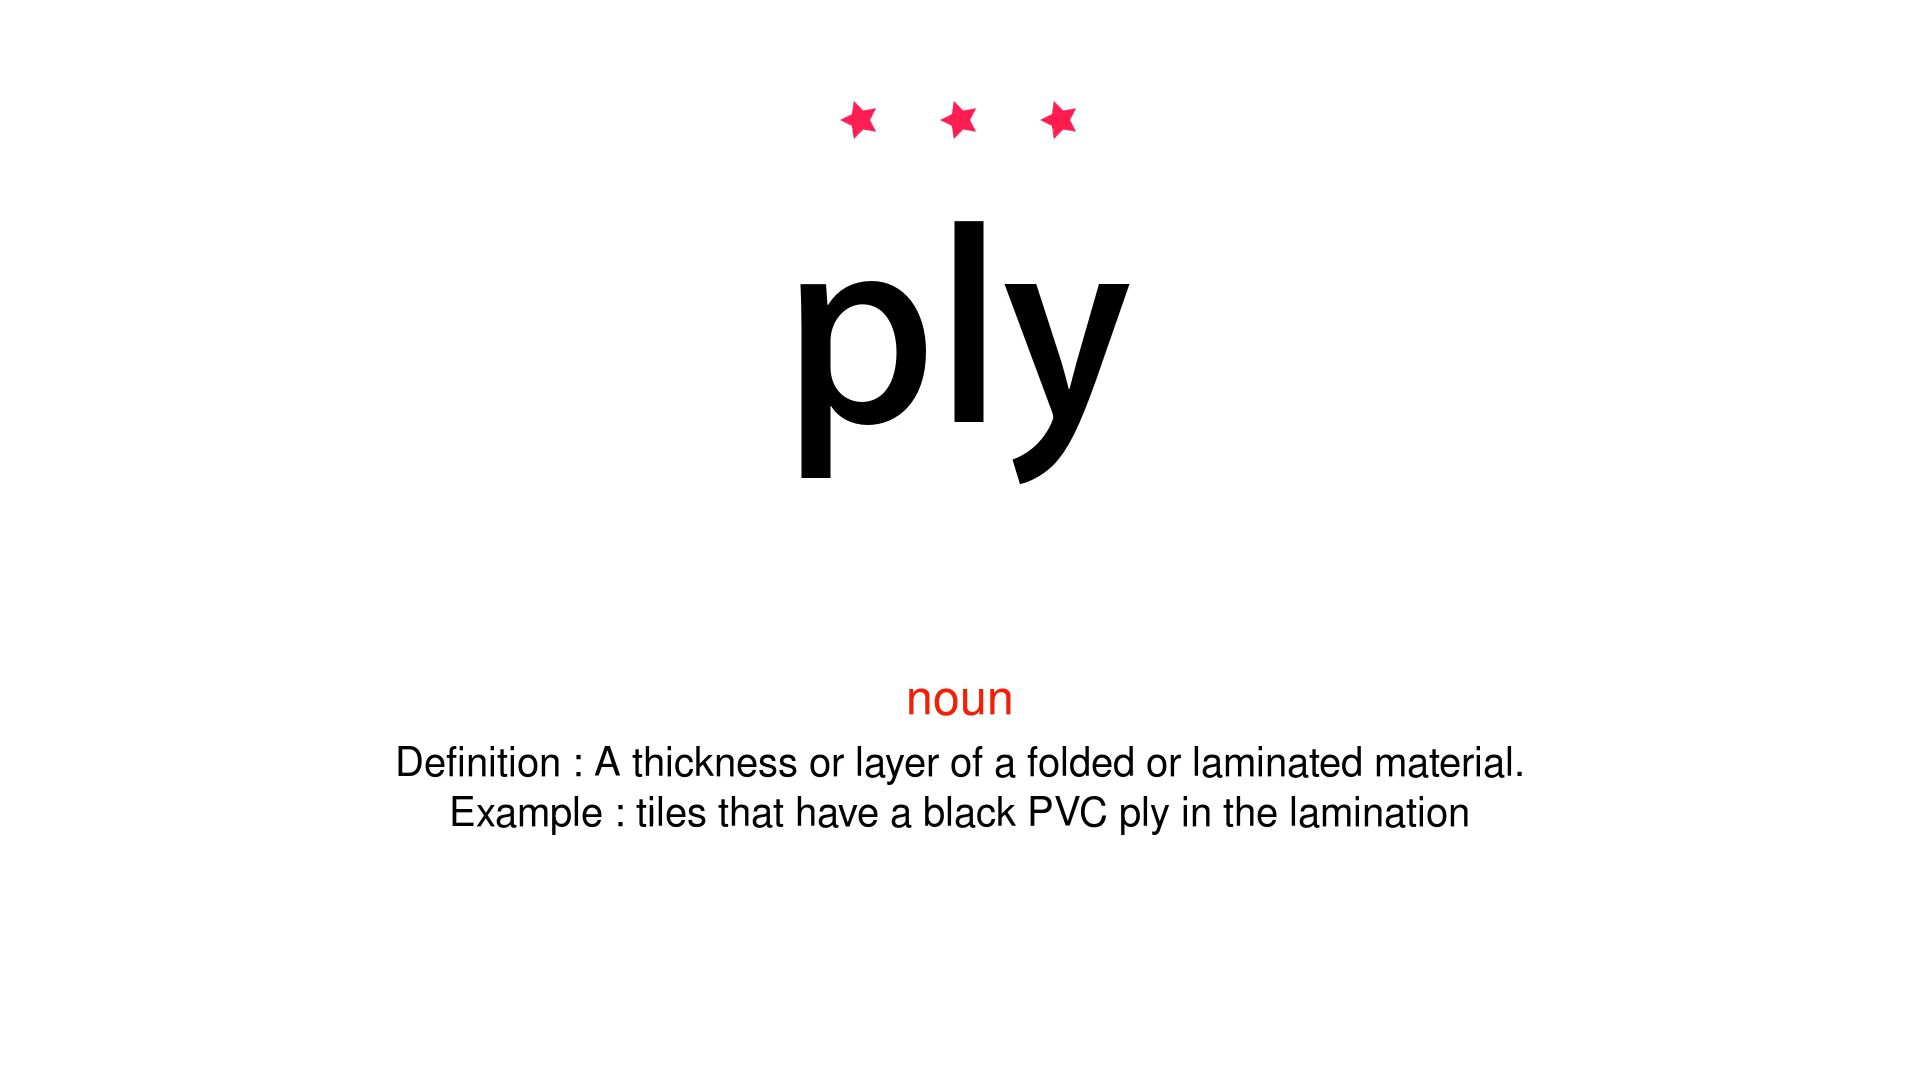 ply
noun
Definition : A thickness or layer of a folded or laminated material.
Example : tiles that have a black PVC ply in the lamination